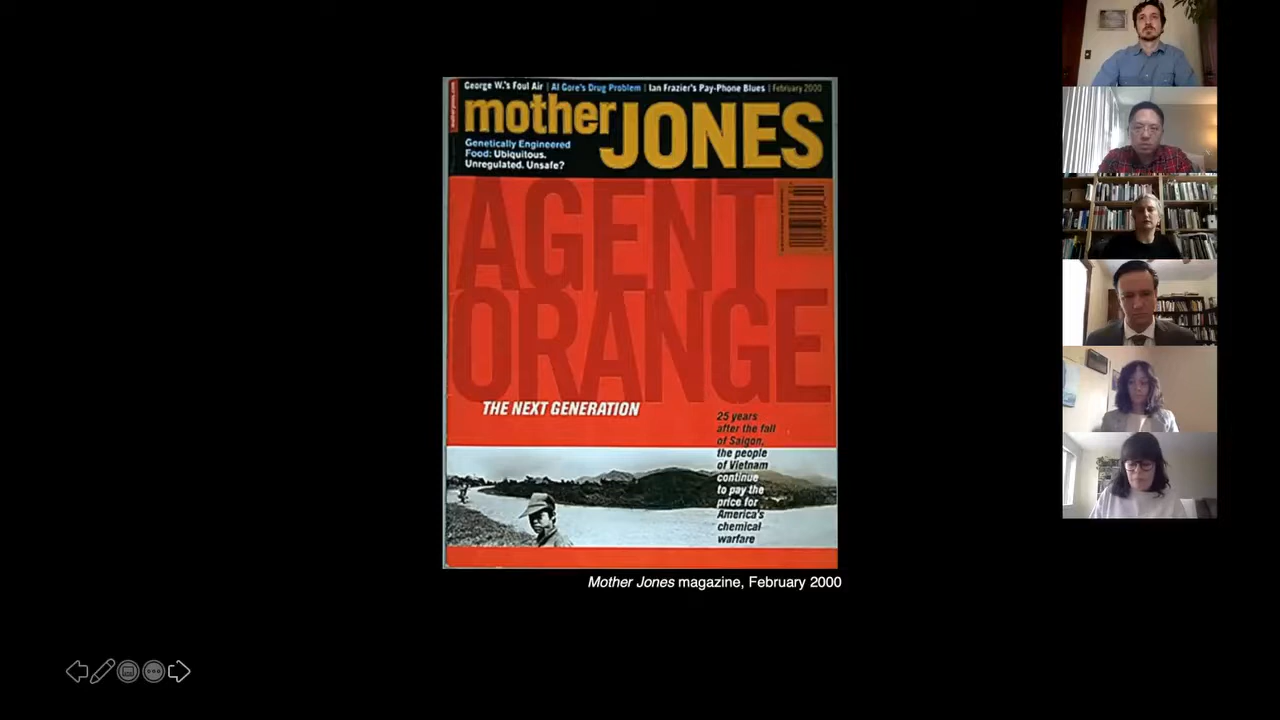 George W.'s Foul Air | Al Gore's Drug Problem | Ian Frazier's Pay-Phone Blues | February 2000
mother JONES
Genetically Engineered
Food: Ubiquitous.
Unregulated. Unsafe?
AGENT
ORANGE
THE NEXT GENERATION
25 years
after the fall
of Saigon,
the people
of Vietnam
continue
to pay the
price for
America's
chemical
warfare
Mother Jones magazine, February 2000